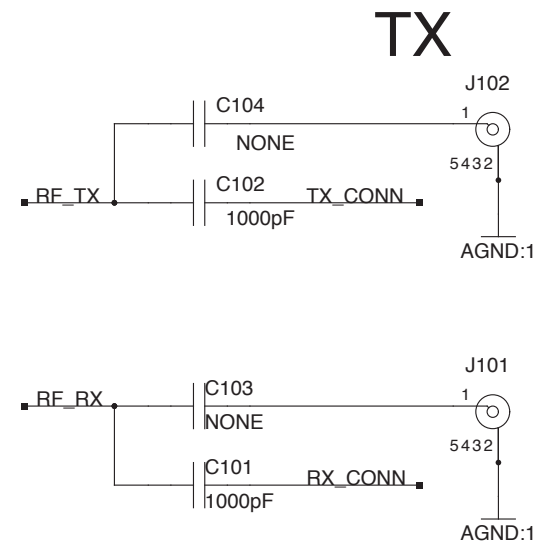 TX
J102
C104
1
NONE
5432
C102
RF_TX
TX_CONN
1000pF
AGND:1
J101
C103
1
RF_RX
NONE
5432
C101
RX_CONN
1000pF
AGND:1